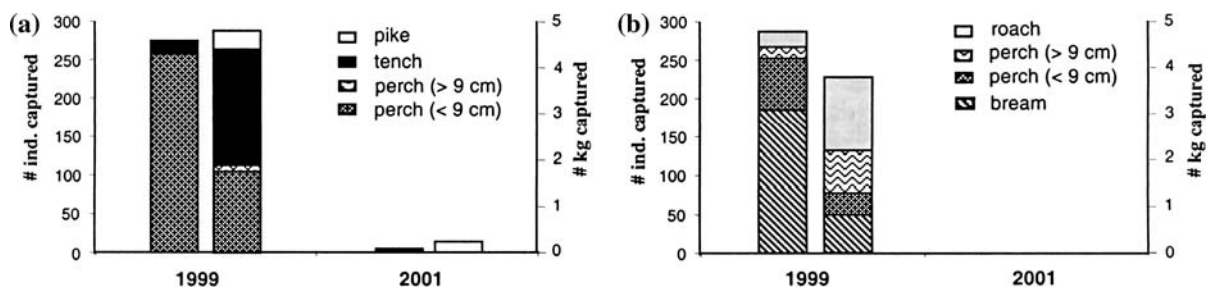 (a)
# ind. captured
300
250
200
150
100
50
0
pike
tench
perch (> 9 cm)
perch (< 9 cm)
5
4
3
2
1
0
# kg captured
1999
2001
(b)
# ind. captured
300
250
200
150
100
50
0
roach
perch (> 9 cm)
perch (< 9 cm)
bream
5
4
3
2
1
0
# kg captured
1999
2001